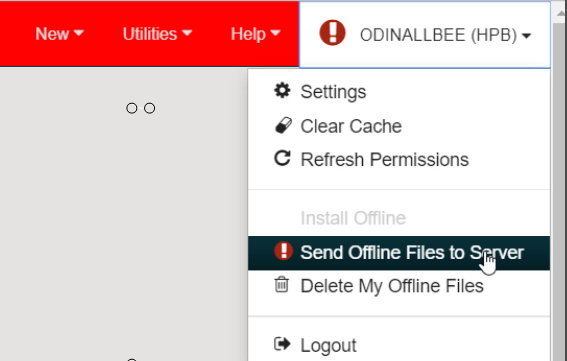 New Utilities Help ODINALLBEE (HPB)
Settings
Clear Cache
Refresh Permissions
Install Offline
Send Offline Files to Server
Delete My Offline Files
Logout